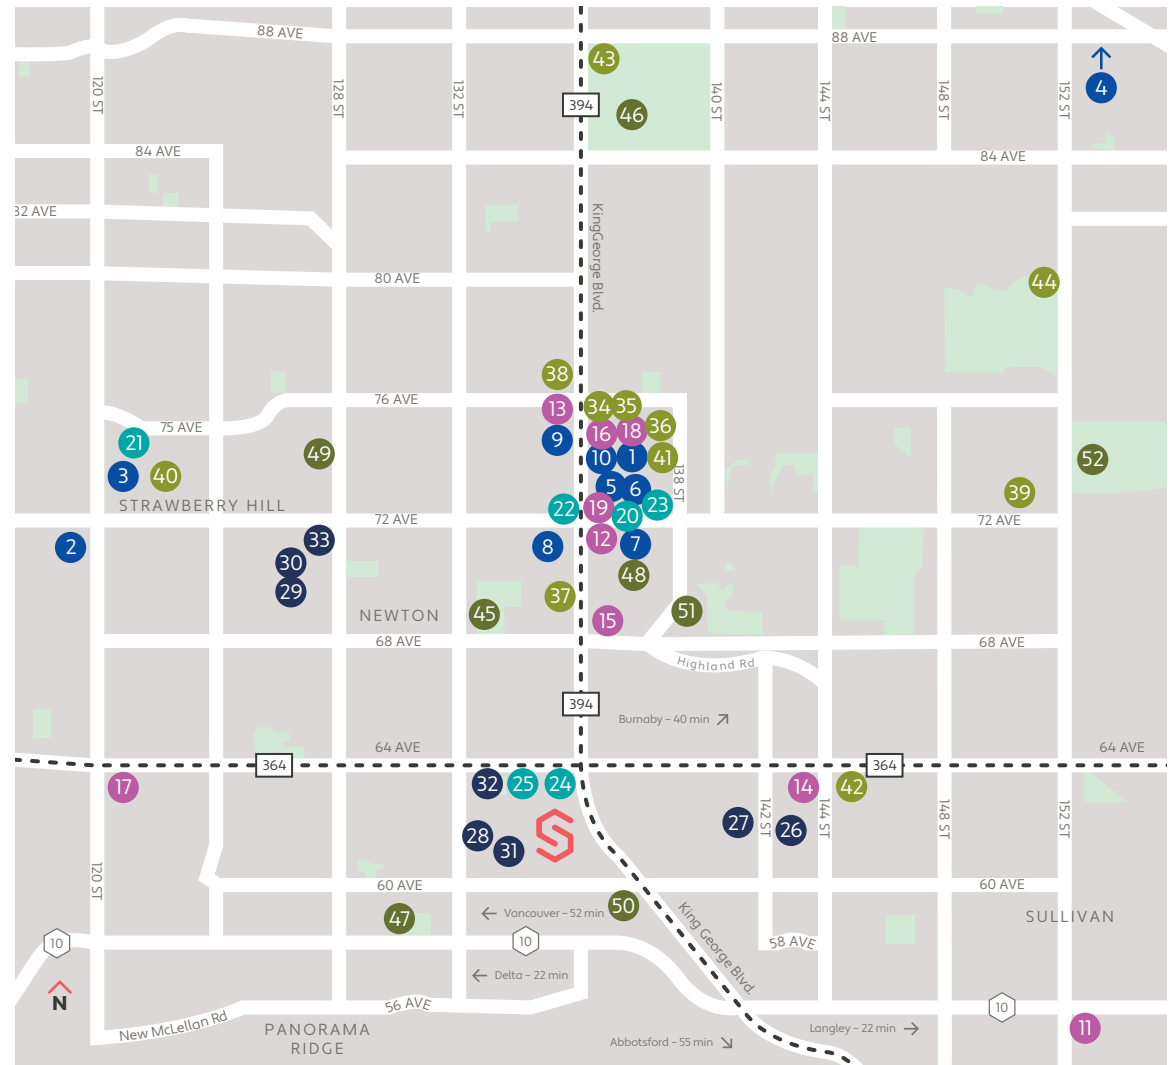 88 AVE
88 AVE
43
4
120 ST
128 ST
132 ST
394
46
140 ST
144 ST
148 ST
152 ST
84 AVE
84 AVE
82 AVE
KingGeorge Blvd.
80 AVE
44
38
76 AVE
13
34
35
75 AVE
16
18
36
21
9
49
10
1
41
52
3
40
138 ST
5
6
39
STRAWBERRY HILL
22
19
20
23
72 AVE
72 AVE
2
33
8
12
7
30
48
29
37
NEWTON
45
15
51
68 AVE
68 AVE
Highland Rd
394
Burnaby – 40 min
64 AVE
64 AVE
364
364
17
32
25
24
14
42
142 ST
144 ST
148 ST
152 ST
28
31
27
26
120 ST
60 AVE
60 AVE
47
Vancouver – 52 min
50
King George Blvd.
SULLIVAN
10
10
58 AVE
Delta – 22 min
N
56 AVE
10
New McLellan Rd
PANORAMA
RIDGE
Langley – 22 min
11
Abbotsford – 55 min